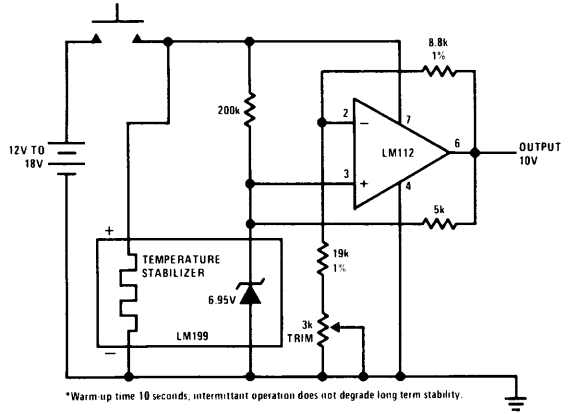 8.8k
1%
200k
2
7
12V TO
18V
LM112
6
OUTPUT
10V
3
4
5k
+
TEMPERATURE
STABILIZER
19k
1%
6.95V
3k
TRIM
LM199
*Warm-up time 10 seconds, intermittant operation does not degrade long term stability.